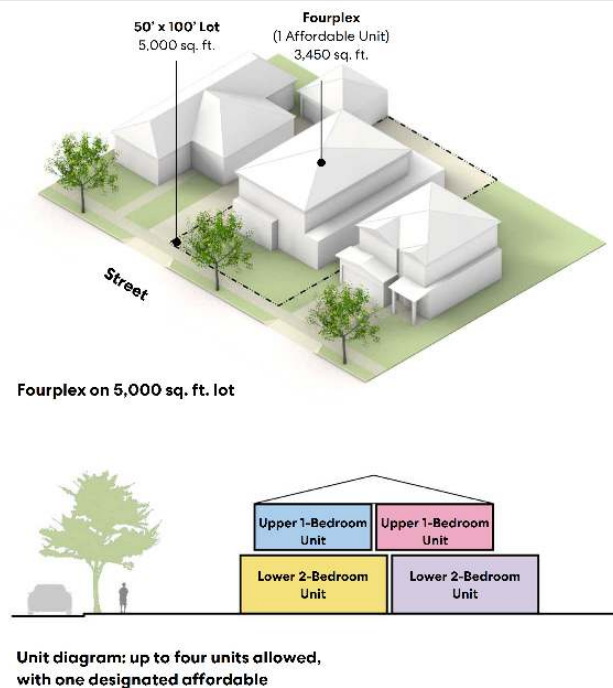 50’ x 100’ Lot
5,000 sq. ft.
Fourplex
(1 Affordable Unit)
3,450 sq. ft.
Street
Fourplex on 5,000 sq. ft. lot
Upper 1-Bedroom
Unit
Upper 1-Bedroom
Unit
Lower 2-Bedroom
Unit
Lower 2-Bedroom
Unit
Unit diagram: up to four units allowed,
with one designated affordable